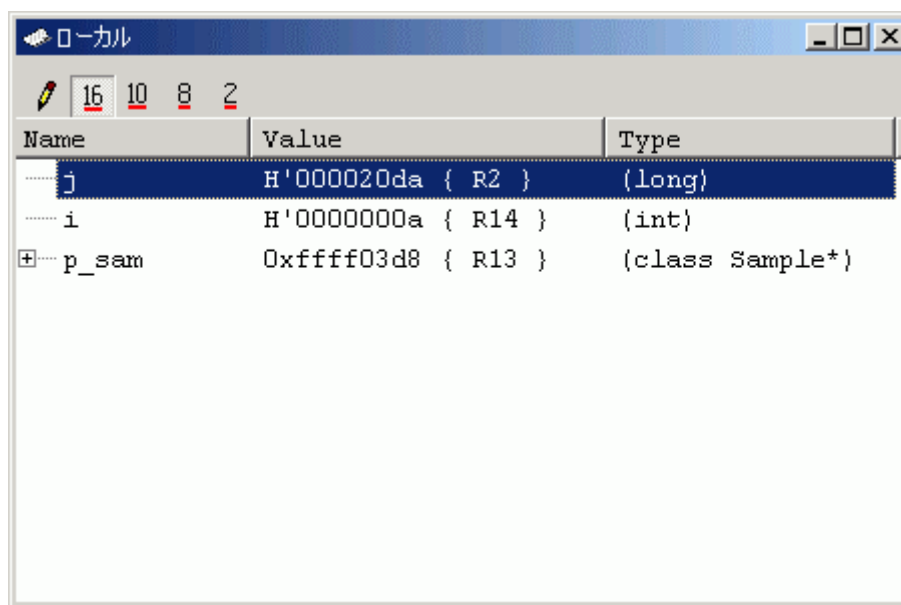 ローカル
16 10 8 2
Name Value Type
j H'000020da { R2 } (long)
i H'0000000a { R14 } (int)
p_sam 0xffff03d8 { R13 } (class Sample*)